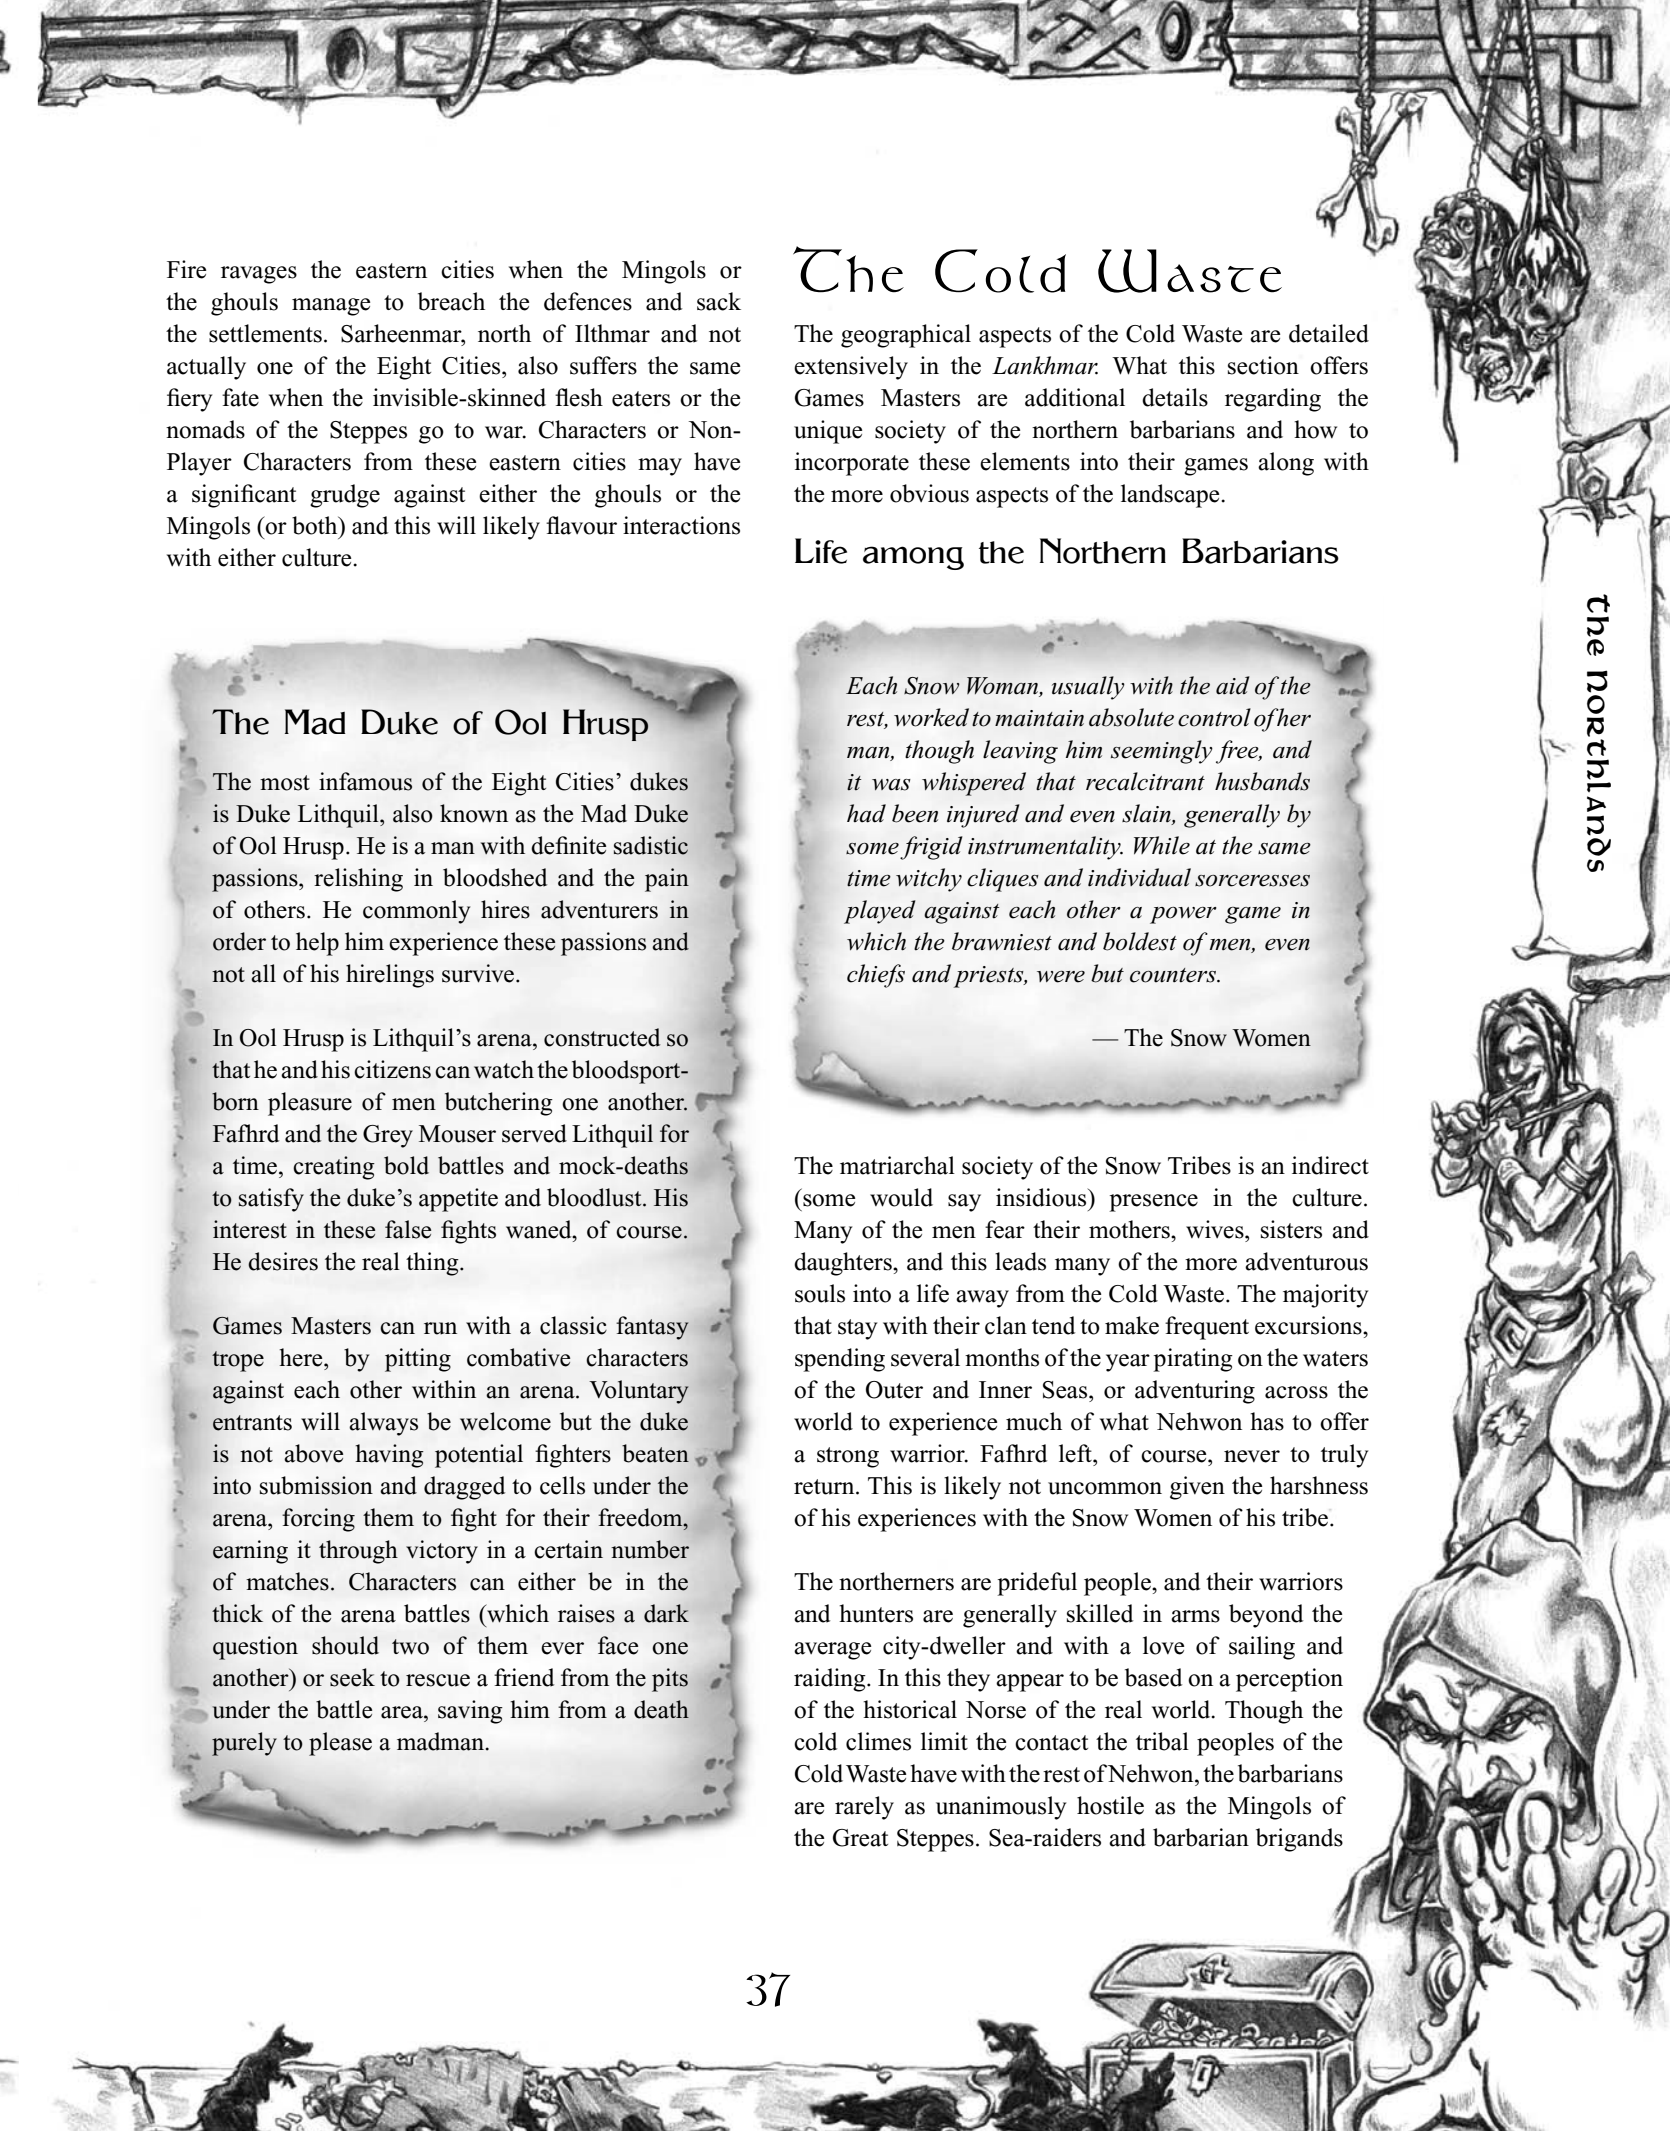 Fire ravages the eastern cities when the Mingols or
the ghouls manage to breach the defences and sack
the settlements. Sarheenmar, north of Ilthmar and not
actually one of the Eight Cities, also suffers the same
fiery fate when the invisible-skinned flesh eaters or the
nomads of the Steppes go to war. Characters or Non-
Player Characters from these eastern cities may have
a significant grudge against either the ghouls or the
Mingols (or both) and this will likely flavour interactions
with either culture.
The Mad Duke of Ool Hrusp
The most infamous of the Eight Cities’ dukes
is Duke Lithquil, also known as the Mad Duke
of Ool Hrusp. He is a man with definite sadistic
passions, relishing in bloodshed and the pain
of others. He commonly hires adventurers in
order to help him experience these passions and
not all of his hirelings survive.
In Ool Hrusp is Lithquil’s arena, constructed so
that he and his citizens can watch the bloodsport-
born pleasure of men butchering one another.
Fafhrd and the Grey Mouser served Lithquil for
a time, creating bold battles and mock-deaths
to satisfy the duke’s appetite and bloodlust. His
interest in these false fights waned, of course.
He desires the real thing.
Games Masters can run with a classic fantasy
trope here, by pitting combative characters
against each other within an arena. Voluntary
entrants will always be welcome but the duke
is not above having potential fighters beaten
into submission and dragged to cells under the
arena, forcing them to fight for their freedom,
earning it through victory in a certain number
of matches. Characters can either be in the
thick of the arena battles (which raises a dark
question should two of them ever face one
another) or seek to rescue a friend from the pits
under the battle area, saving him from a death
purely to please a madman.
The Cold Waste
The geographical aspects of the Cold Waste are detailed
extensively in the Lankhmar. What this section offers
Games Masters are additional details regarding the
unique society of the northern barbarians and how to
incorporate these elements into their games along with
the more obvious aspects of the landscape.
Life among the Northern Barbarians
Each Snow Woman, usually with the aid of the
rest, worked to maintain absolute control of her
man, though leaving him seemingly free, and
it was whispered that recalcitrant husbands
had been injured and even slain, generally by
some frigid instrumentality. While at the same
time witchy cliques and individual sorceresses
played against each other a power game in
which the brawniest and boldest of men, even
chiefs and priests, were but counters.
— The Snow Women
The matriarchal society of the Snow Tribes is an indirect
(some would say insidious) presence in the culture.
Many of the men fear their mothers, wives, sisters and
daughters, and this leads many of the more adventurous
souls into a life away from the Cold Waste. The majority
that stay with their clan tend to make frequent excursions,
spending several months of the year pirating on the waters
of the Outer and Inner Seas, or adventuring across the
world to experience much of what Nehwon has to offer
a strong warrior. Fafhrd left, of course, never to truly
return. This is likely not uncommon given the harshness
of his experiences with the Snow Women of his tribe.
The northerners are prideful people, and their warriors
and hunters are generally skilled in arms beyond the
average city-dweller and with a love of sailing and
raiding. In this they appear to be based on a perception
of the historical Norse of the real world. Though the
cold climes limit the contact the tribal peoples of the
Cold Waste have with the rest of Nehwon, the barbarians
are rarely as unanimously hostile as the Mingols of
the Great Steppes. Sea-raiders and barbarian brigands
The Northlands
37